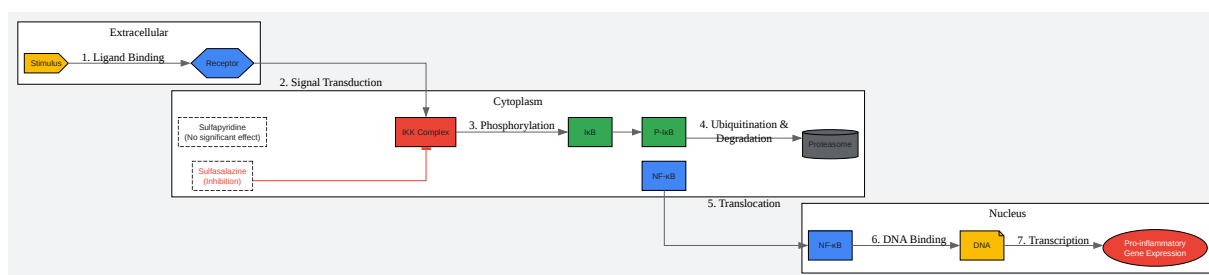 Extracellular
Stimulus
1. Ligand Binding
Receptor
2. Signal Transduction
Cytoplasm
Sulfapyridine
(No significant effect)
IKK Complex
3. Phosphorylation
IκB
P-IκB
4. Ubiquitination &
Degradation
Proteasome
Sulfasalazine
(Inhibition)
NF-κB
5. Translocation
Nucleus
NF-κB
6. DNA Binding
DNA
7. Transcription
Pro-inflammatory
Gene Expression